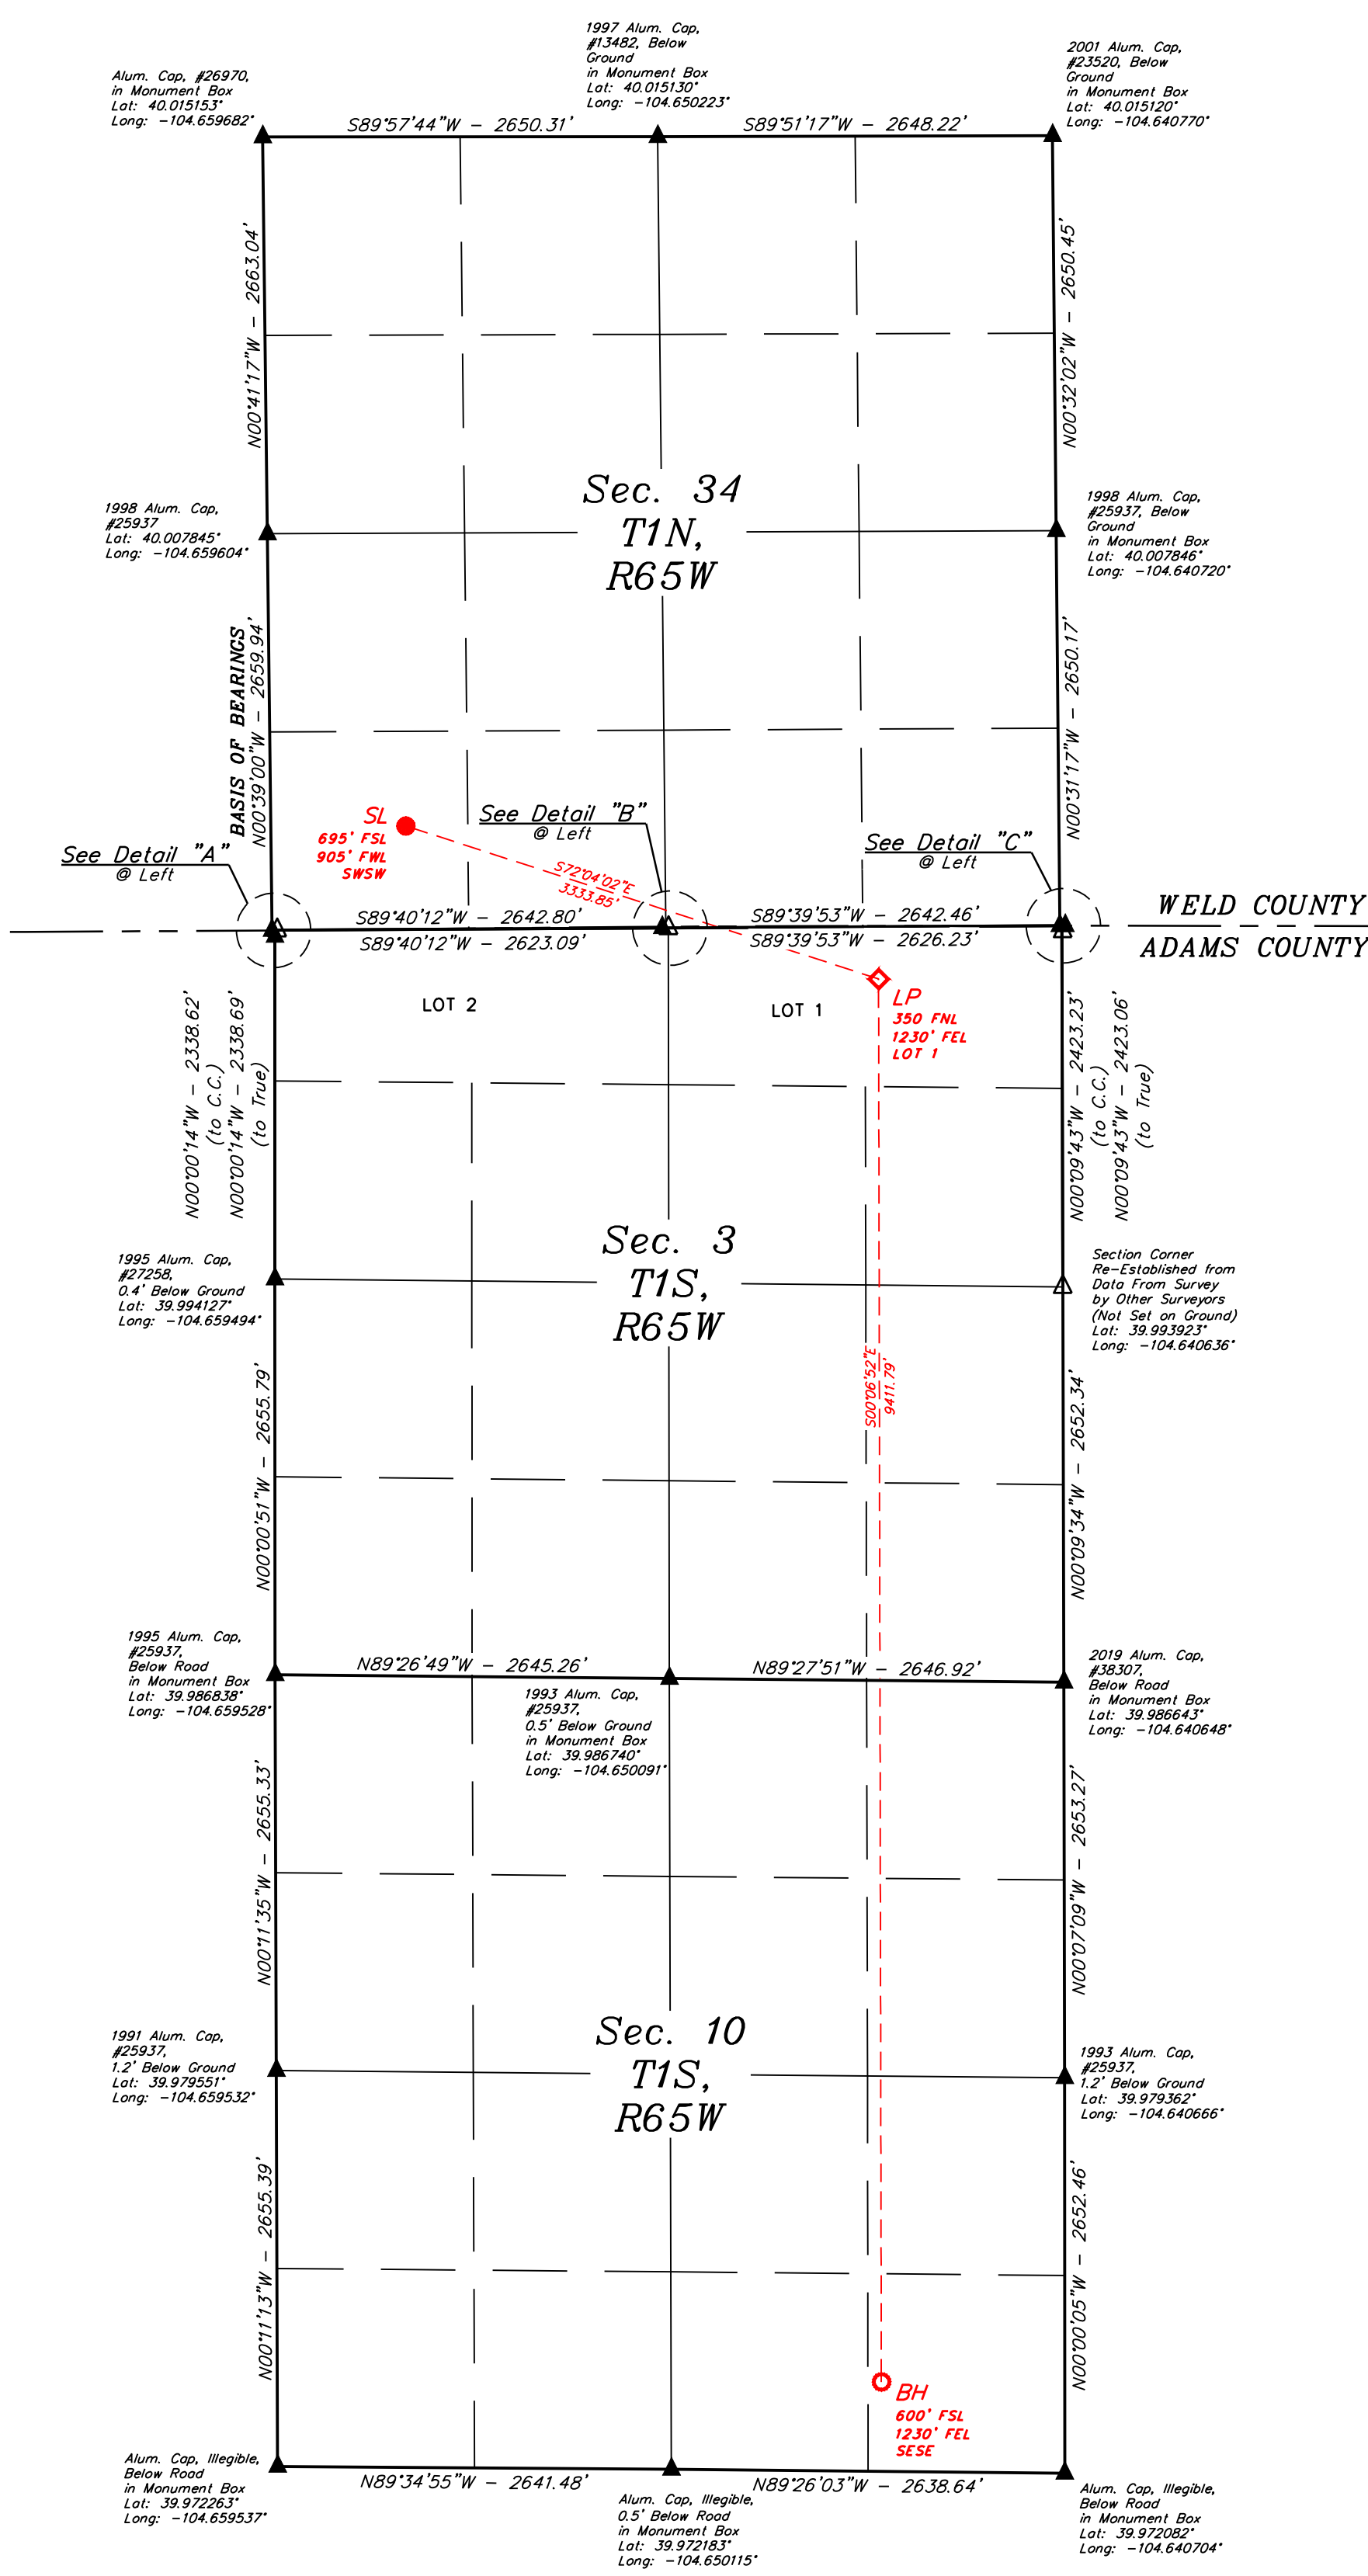 1997 Alum. Cap,
#13482, Below
Ground
in Monument Box
Lat: 40.015130°
Long: -104.650223°
2001 Alum. Cap,
#23520, Below
Ground
in Monument Box
Lat: 40.015120°
Long: -104.640770°
Alum. Cap, #26970,
in Monument Box
Lat: 40.015153°
Long: -104.659682°
S89°57'44"W - 2650.31'
S89°51'17"W - 2648.22'
N00°41'17"W - 2663.04'
N00°32'02"W - 2650.45'
Sec. 34
T1N,
R65W
1998 Alum. Cap,
#25937
Lat: 40.007845°
Long: -104.659604°
1998 Alum. Cap,
#25937, Below
Ground
in Monument Box
Lat: 40.007846°
Long: -104.640720°
BASIS OF BEARINGS
N00°39'00"W - 2659.94'
N00°31'17"W - 2650.17'
SL
695' FSL
905' FWL
SWSW
See Detail "A"
@ Left
See Detail "B"
@ Left
See Detail "C"
@ Left
S72°04'02"E
3333.85'
S89°40'12"W - 2642.80'
S89°40'12"W - 2623.09'
S89°39'53"W - 2642.46'
S89°39'53"W - 2626.23'
WELD COUNTY
ADAMS COUNTY
LOT 2
LOT 1
LP
350 FNL
1230' FEL
LOT 1
N00°00'14"W - 2338.62'
(to C.C.)
N00°00'14"W - 2338.69'
(to True)
N00°09'43"W - 2423.23'
(to C.C.)
N00°09'43"W - 2423.06'
(to True)
Sec. 3
T1S,
R65W
1995 Alum. Cap,
#27258,
0.4' Below Ground
Lat: 39.994127°
Long: -104.659494°
Section Corner
Re-Established from
Data From Survey
by Other Surveyors
(Not Set on Ground)
Lat: 39.993923°
Long: -104.640636°
S00°06'52"E
9411.79'
N00°00'51"W - 2655.79'
N00°09'34"W - 2652.34'
1995 Alum. Cap,
#25937,
Below Road
in Monument Box
Lat: 39.986838°
Long: -104.659528°
N89°26'49"W - 2645.26'
N89°27'51"W - 2646.92'
1993 Alum. Cap,
#25937,
0.5' Below Ground
in Monument Box
Lat: 39.986740°
Long: -104.650091°
2019 Alum. Cap,
#38307,
Below Road
in Monument Box
Lat: 39.986643°
Long: -104.640648°
N00°11'35"W - 2655.33'
N00°07'09"W - 2653.27'
Sec. 10
T1S,
R65W
1991 Alum. Cap,
#25937,
1.2' Below Ground
Lat: 39.979551°
Long: -104.659532°
1993 Alum. Cap,
#25937,
1.2' Below Ground
Lat: 39.979362°
Long: -104.640666°
N00°11'13"W - 2655.39'
N00°00'05"W - 2652.46'
BH
600' FSL
1230' FEL
SESE
Alum. Cap, Illegible,
Below Road
in Monument Box
Lat: 39.972263°
Long: -104.659537°
N89°34'55"W - 2641.48'
N89°26'03"W - 2638.64'
Alum. Cap, Illegible,
0.5' Below Road
in Monument Box
Lat: 39.972183°
Long: -104.650115°
Alum. Cap, Illegible,
Below Road
in Monument Box
Lat: 39.972082°
Long: -104.640704°